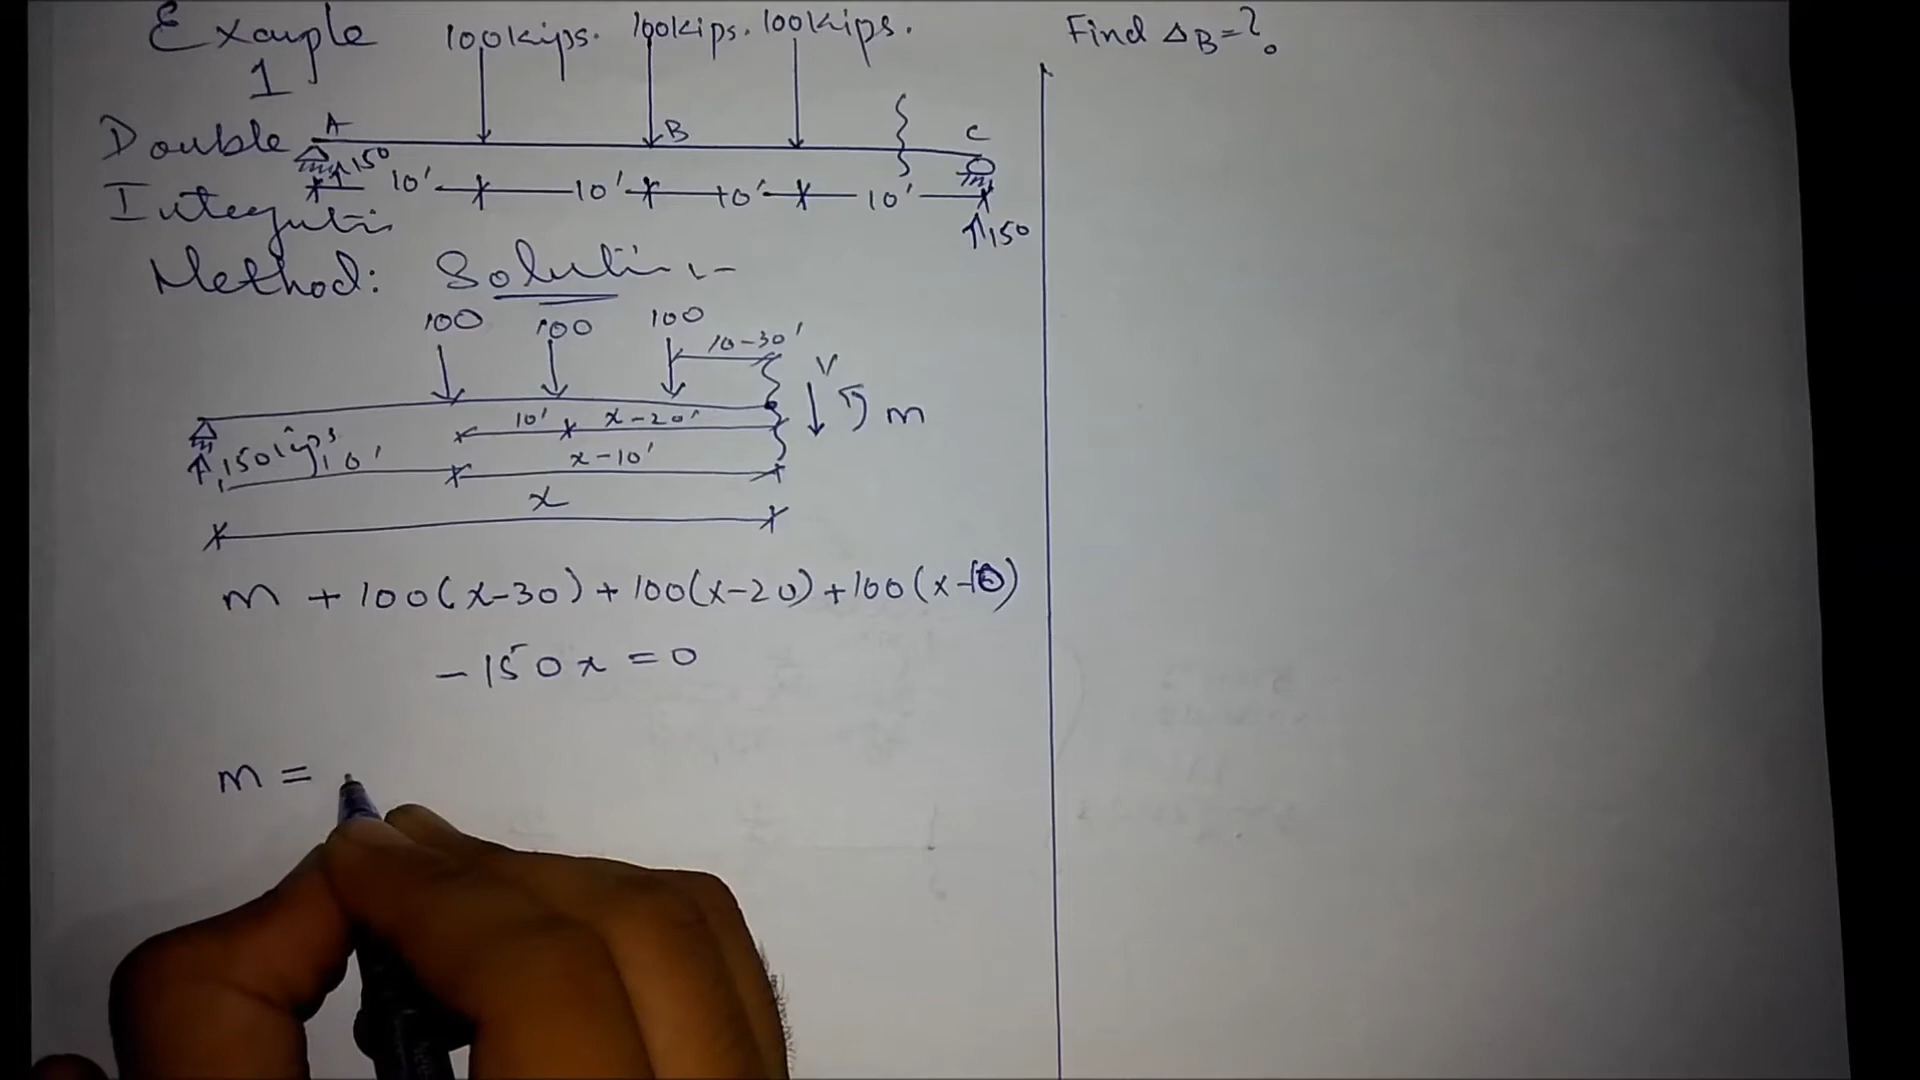 Example 100kips. 100kips. 100kips. Find ΔB=?
1
Double A B C
150 10' 10' 10' 10'
Integrati
150
Method: Solution:-
100 100 100
10-30'
V
10' x-20' m
150kips 10' x-10'
x
m + 100(x-30) + 100(x-20) + 100(x-10)
- 150x = 0
m =